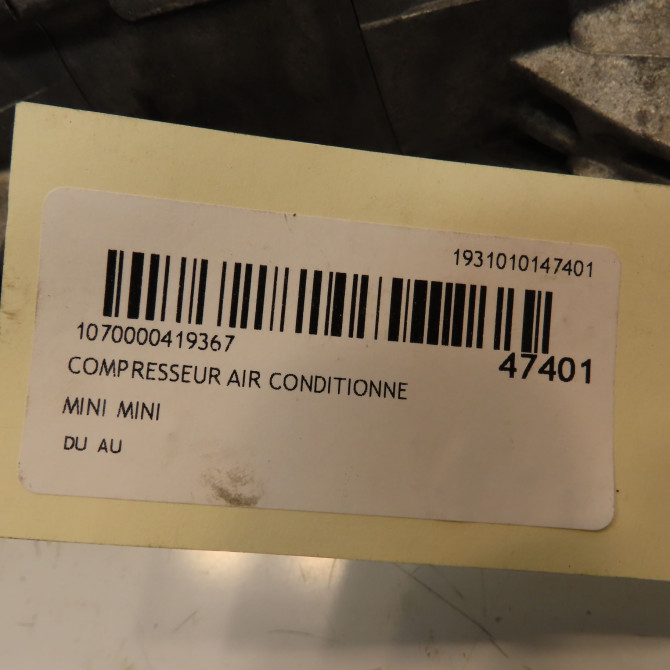 1931010147401
1070000419367
47401
COMPRESSEUR AIR CONDITIONNE
MINI MINI
DU AU